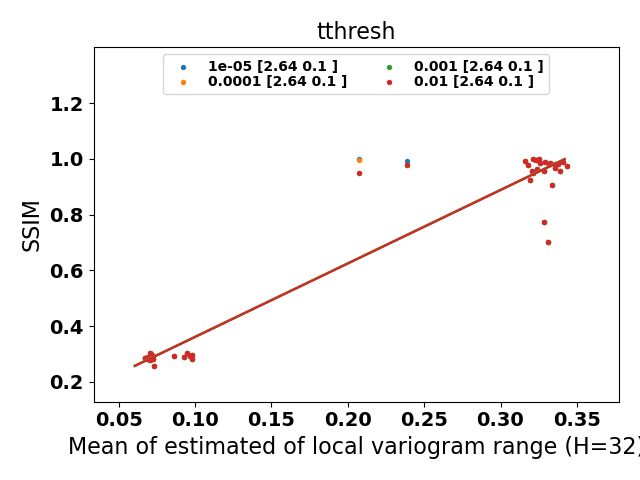 tthresh
1e-05 [2.64 0.1 ]
0.0001 [2.64 0.1 ]
0.001 [2.64 0.1 ]
0.01 [2.64 0.1 ]
SSIM
1.2
1.0
0.8
0.6
0.4
0.2
0.05 0.10 0.15 0.20 0.25 0.30 0.35
Mean of estimated of local variogram range (H=32)